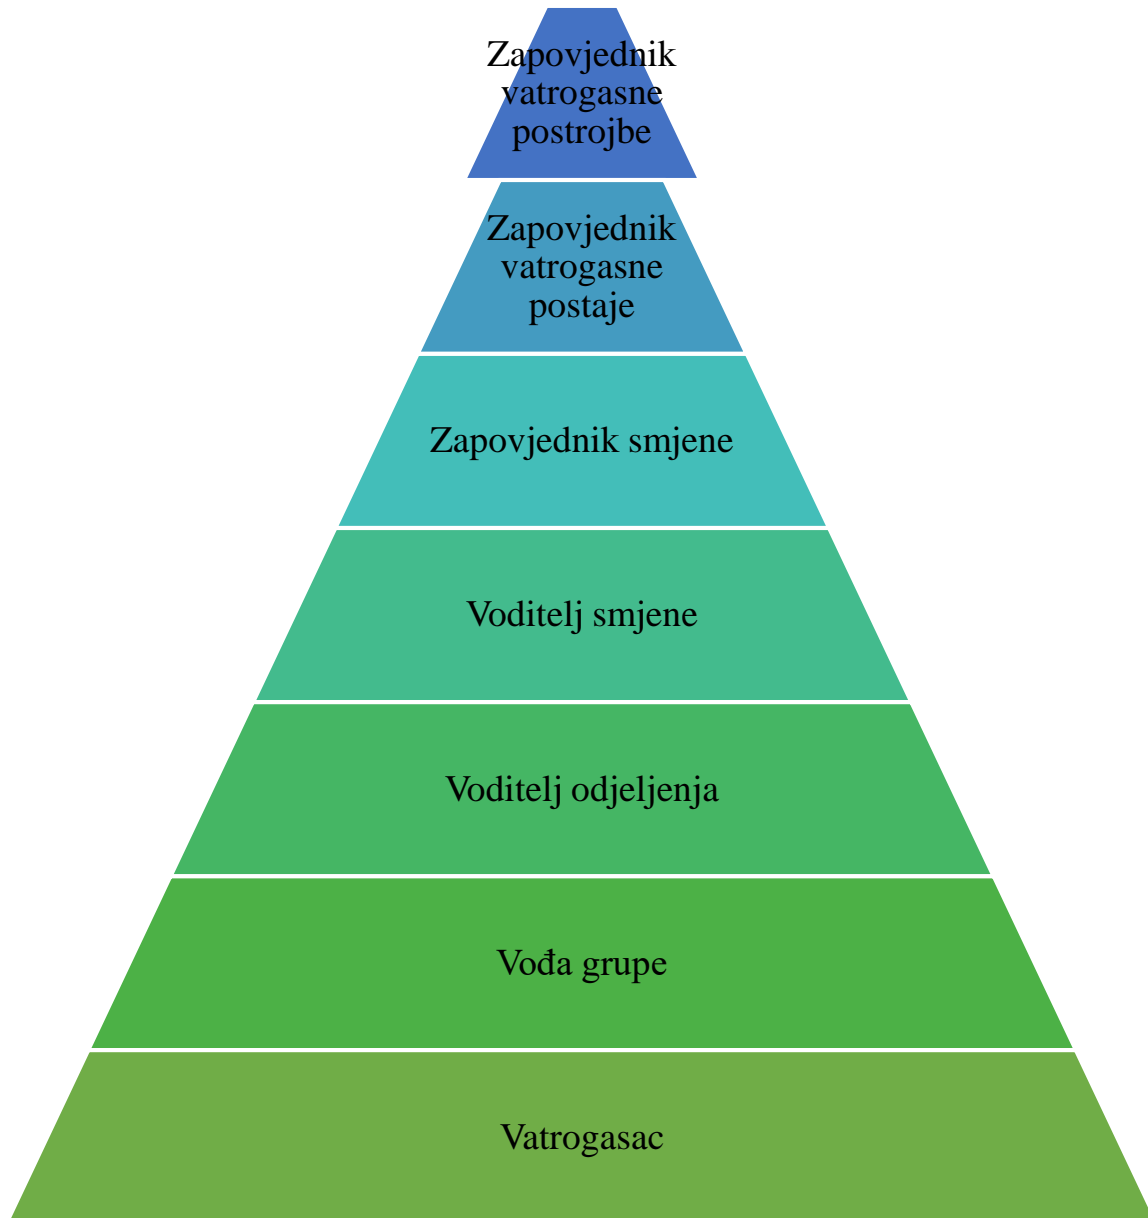 Zapovjednik
vatrogasne
postrojbe
Zapovjednik
vatrogasne
postaje
Zapovjednik smjene
Voditelj smjene
Voditelj odjeljenja
Vođa grupe
Vatrogasac